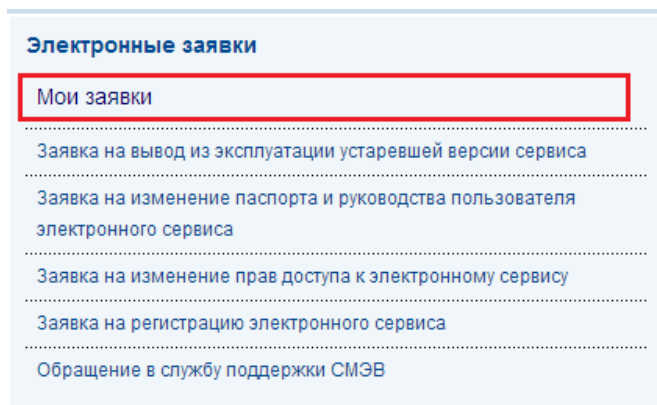 Электронные заявки
Мои заявки
Заявка на вывод из эксплуатации устаревшей версии сервиса
Заявка на изменение паспорта и руководства пользователя
электронного сервиса
Заявка на изменение прав доступа к электронному сервису
Заявка на регистрацию электронного сервиса
Обращение в службу поддержки СМЭВ